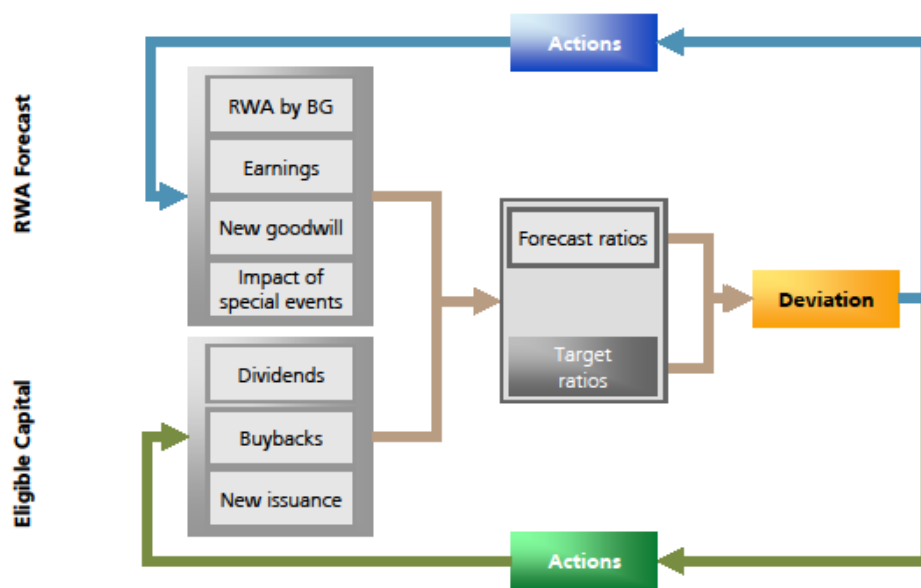 Actions
RWA Forecast
RWA by BG
Earnings
New goodwill
Impact of
special events
Forecast ratios
Target
ratios
Deviation
Eligible Capital
Dividends
Buybacks
New issuance
Actions